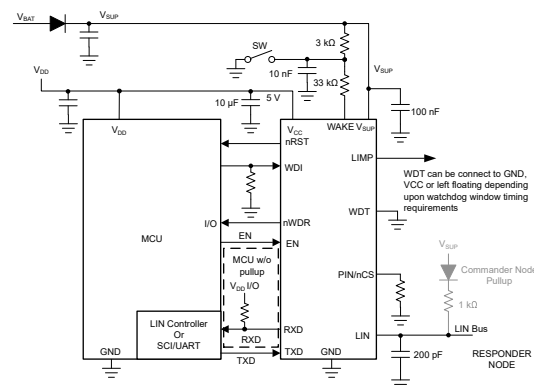 VBAT
VSUP
SW
3 kΩ
10 nF
33 kΩ
VSUP
VDD
10 µF
5 V
100 nF
VDD
VCC
WAKE VSUP
nRST
LIMP
WDI
WDT can be connect to GND,
VCC or left floating depending
upon watchdog window timing
requirements
I/O
nWDR
WDT
MCU
EN
EN
VSUP
MCU w/o
pullup
Commander Node
Pullup
VDD I/O
PIN/nCS
1 kΩ
LIN Controller
Or
SCI/UART
RXD
RXD
LIN
LIN Bus
GND
TXD
TXD
GND
200 pF
RESPONDER
NODE